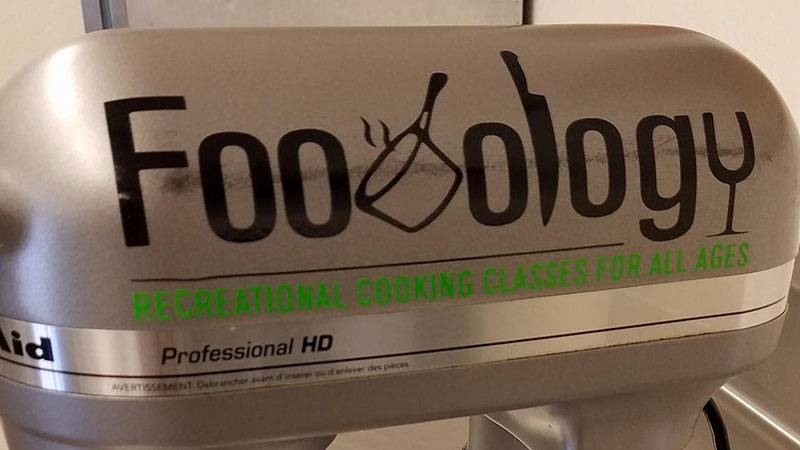 Foodology
RECREATIONAL COOKING CLASSES FOR ALL AGES
Aid
Professional HD
AVERTISSEMENT: Debrancher avant d'inserer ou d'enlever des pieces.